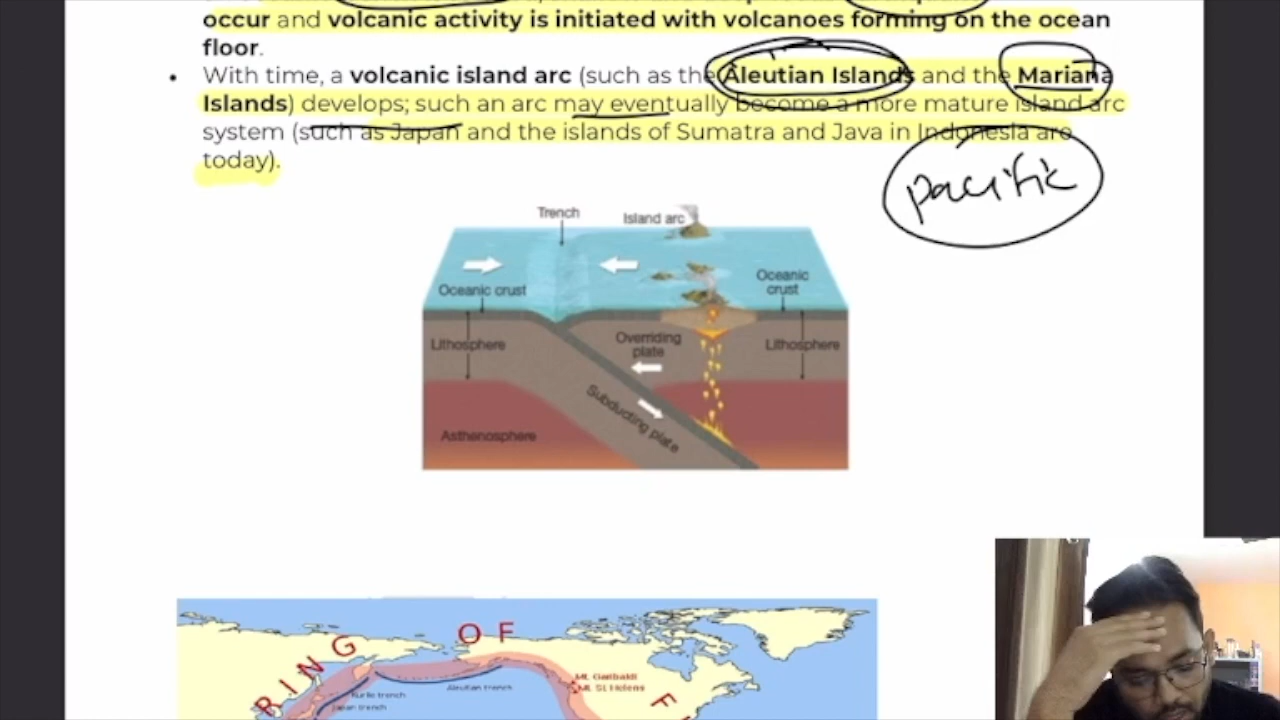 occur and volcanic activity is initiated with volcanoes forming on the ocean
floor.
• With time, a volcanic island arc (such as the Aleutian Islands and the Mariana
Islands) develops; such an arc may eventually become a more mature island arc
system (such as Japan and the islands of Sumatra and Java in Indonesia are
today).
pacific
Trench
Island arc
Oceanic crust
Oceanic
crust
Lithosphere
Overriding
plate
Lithosphere
Subducting plate
Asthenosphere
RING OF F
Mt. Garibaldi
Mt. St. Helens
Kurile trench
Aleutian trench
Japan trench